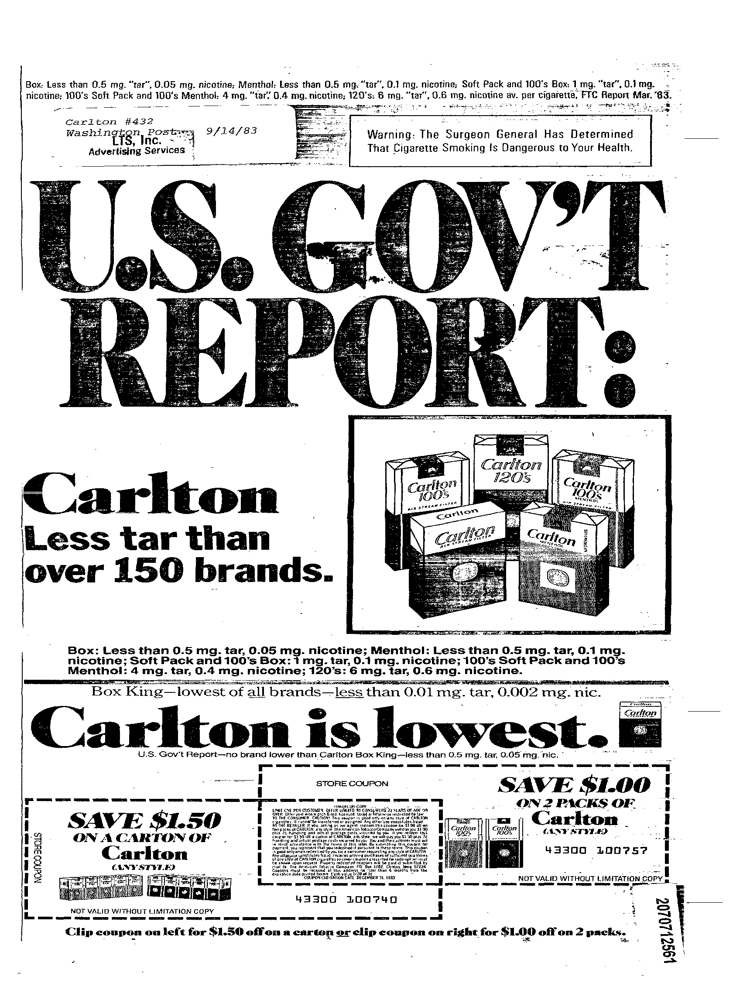 Box: Less than 0.5 mg. "tar", 0.05 mg. nicotine; Menthol: Less than 0.5 mg. "tar", 0.1 mg. nicotine; Soft Pack and 100's Box: 1 mg. "tar", 0.1 mg.
nicotine; 100's Soft Pack and 100's Menthol: 4 mg. "tar", 0.4 mg. nicotine; 120's: 6 mg. "tar", 0.6 mg. nicotine av. per cigarette, FTC Report Mar. '83.
Carlton #432
Washington Post 9/14/83
LTS, Inc.
Advertising Services
Warning: The Surgeon General Has Determined
That Cigarette Smoking Is Dangerous to Your Health.
U.S. GOV'T
REPORT:
Carlton
Less tar than
over 150 brands.
Carlton
100's
Carlton
120's
Carlton
100's
MENTHOL
Carlton
Carlton
Carlton
Box: Less than 0.5 mg. tar, 0.05 mg. nicotine; Menthol: Less than 0.5 mg. tar, 0.1 mg.
nicotine; Soft Pack and 100's Box: 1 mg. tar, 0.1 mg. nicotine; 100's Soft Pack and 100's
Menthol: 4 mg. tar, 0.4 mg. nicotine; 120's: 6 mg. tar, 0.6 mg. nicotine.
Box King—lowest of all brands—less than 0.01 mg. tar, 0.002 mg. nic.
Carlton is lowest.
Carlton
U.S. Gov't Report—no brand lower than Carlton Box King—less than 0.5 mg. tar, 0.05 mg. nic.
STORE COUPON
SAVE $1.00
ON 2 PACKS OF
Carlton
(ANY STYLE)
43300 100757
NOT VALID WITHOUT LIMITATION COPY
STORE COUPON
SAVE $1.50
ON A CARTON OF
Carlton
(ANY STYLE)
NOT VALID WITHOUT LIMITATION COPY
43300 100740
Clip coupon on left for $1.50 off on a carton or clip coupon on right for $1.00 off on 2 packs.
2070712561